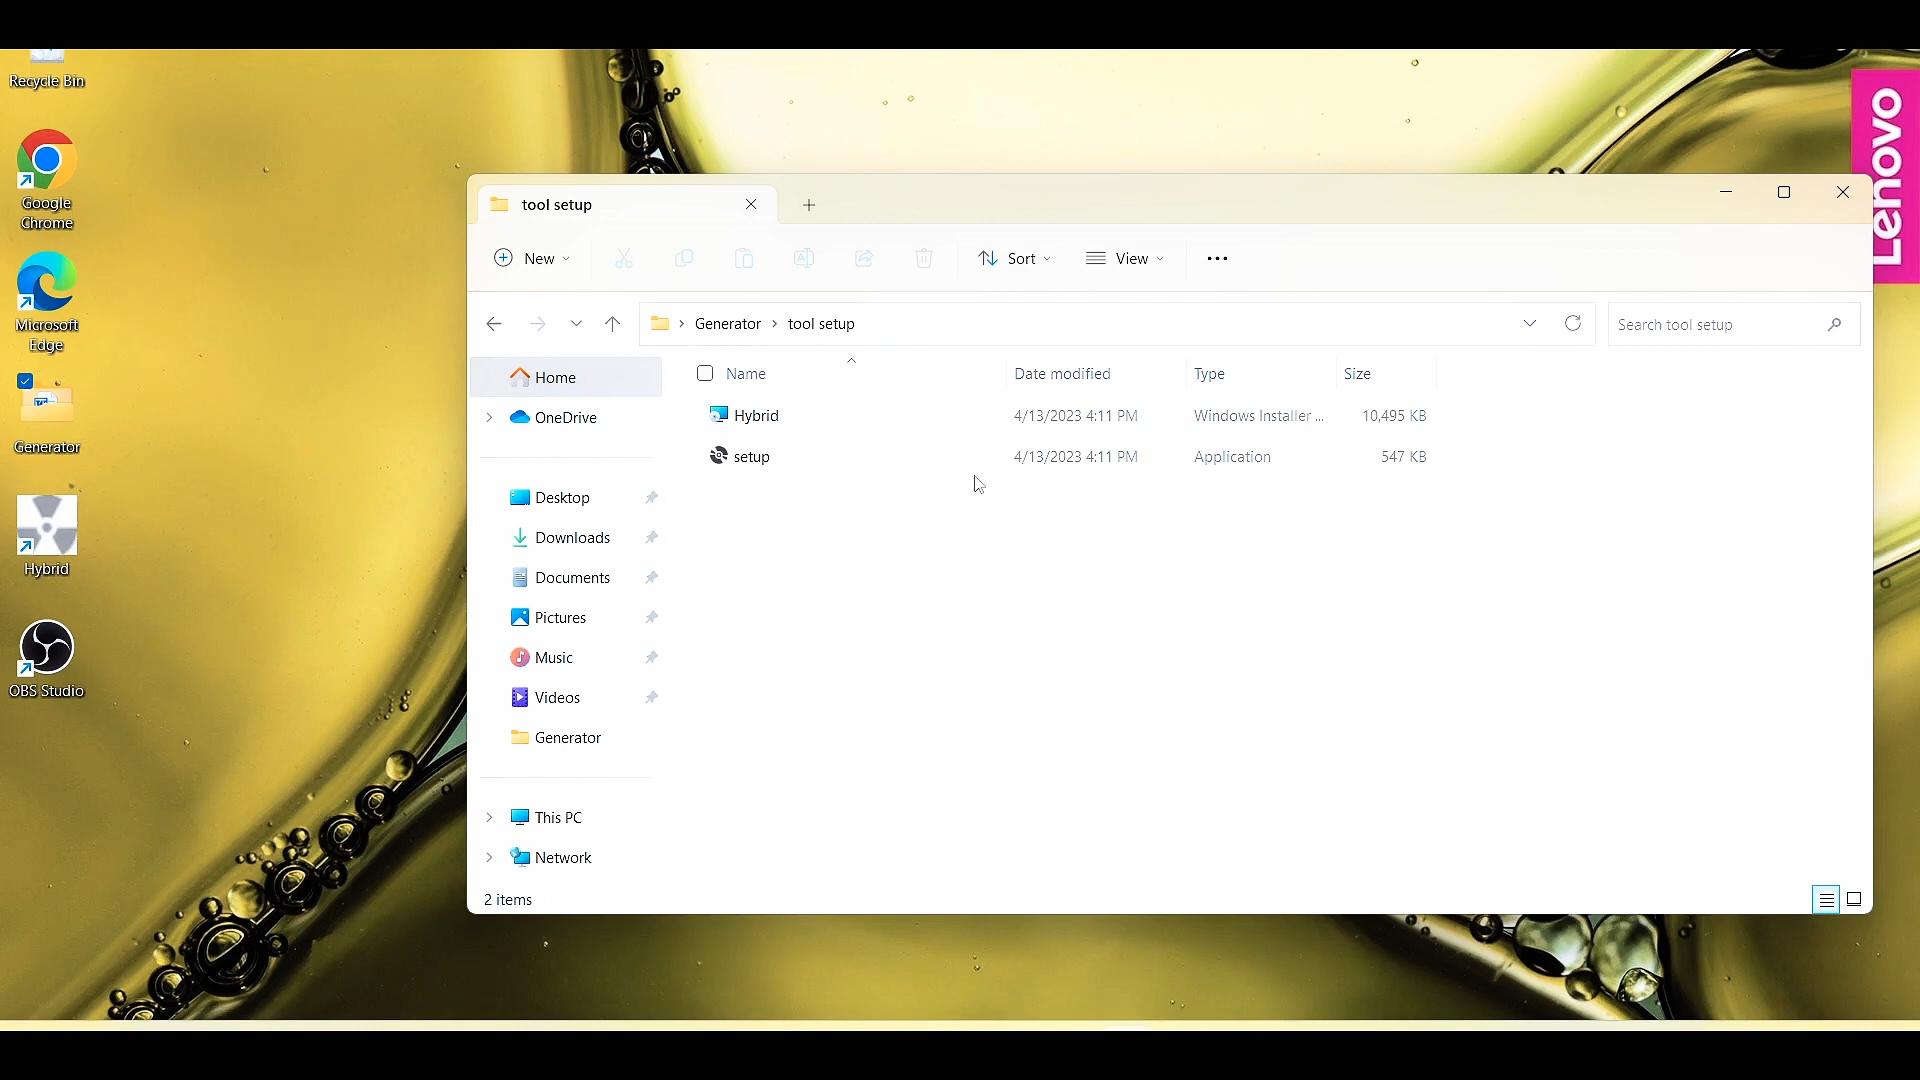 Recycle Bin
Google
Chrome
Microsoft
Edge
Generator
Hybrid
OBS Studio
Lenovo
tool setup
New
Sort
View
Generator
tool setup
Search tool setup
Home
OneDrive
Desktop
Downloads
Documents
Pictures
Music
Videos
Generator
This PC
Network
Name Date modified Type Size
Hybrid 4/13/2023 4:11 PM Windows Installer ... 10,495 KB
setup 4/13/2023 4:11 PM Application 547 KB
2 items